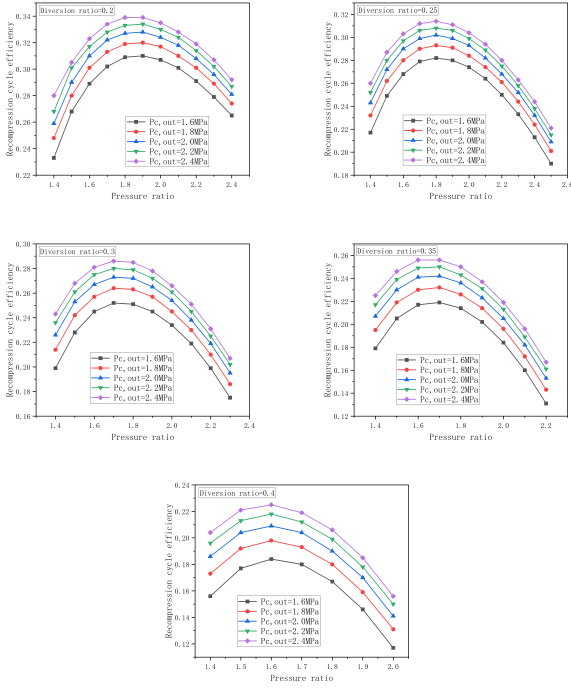 Diversion ratio=0.2
Recompression cycle efficiency
0.34
0.32
0.30
0.28
0.26
0.24
0.22
Pc,out=1.6MPa
Pc,out=1.8MPa
Pc,out=2.0MPa
Pc,out=2.2MPa
Pc,out=2.4MPa
1.4 1.6 1.8 2.0 2.2 2.4
Pressure ratio
Diversion ratio=0.25
Recompression cycle efficiency
0.32
0.30
0.28
0.26
0.24
0.22
0.20
0.18
Pc,out=1.6MPa
Pc,out=1.8MPa
Pc,out=2.0MPa
Pc,out=2.2MPa
Pc,out=2.4MPa
1.4 1.6 1.8 2.0 2.2 2.4 2.6
Pressure ratio
Diversion ratio=0.3
Recompression cycle efficiency
0.30
0.28
0.26
0.24
0.22
0.20
0.18
0.16
Pc,out=1.6MPa
Pc,out=1.8MPa
Pc,out=2.0MPa
Pc,out=2.2MPa
Pc,out=2.4MPa
1.4 1.6 1.8 2.0 2.2 2.4
Pressure ratio
Diversion ratio=0.35
Recompression cycle efficiency
0.26
0.24
0.22
0.20
0.18
0.16
0.14
0.12
Pc,out=1.6MPa
Pc,out=1.8MPa
Pc,out=2.0MPa
Pc,out=2.2MPa
Pc,out=2.4MPa
1.4 1.6 1.8 2.0 2.2
Pressure ratio
Diversion ratio=0.4
Recompression cycle efficiency
0.24
0.22
0.20
0.18
0.16
0.14
0.12
Pc,out=1.6MPa
Pc,out=1.8MPa
Pc,out=2.0MPa
Pc,out=2.2MPa
Pc,out=2.4MPa
1.4 1.5 1.6 1.7 1.8 1.9 2.0
Pressure ratio